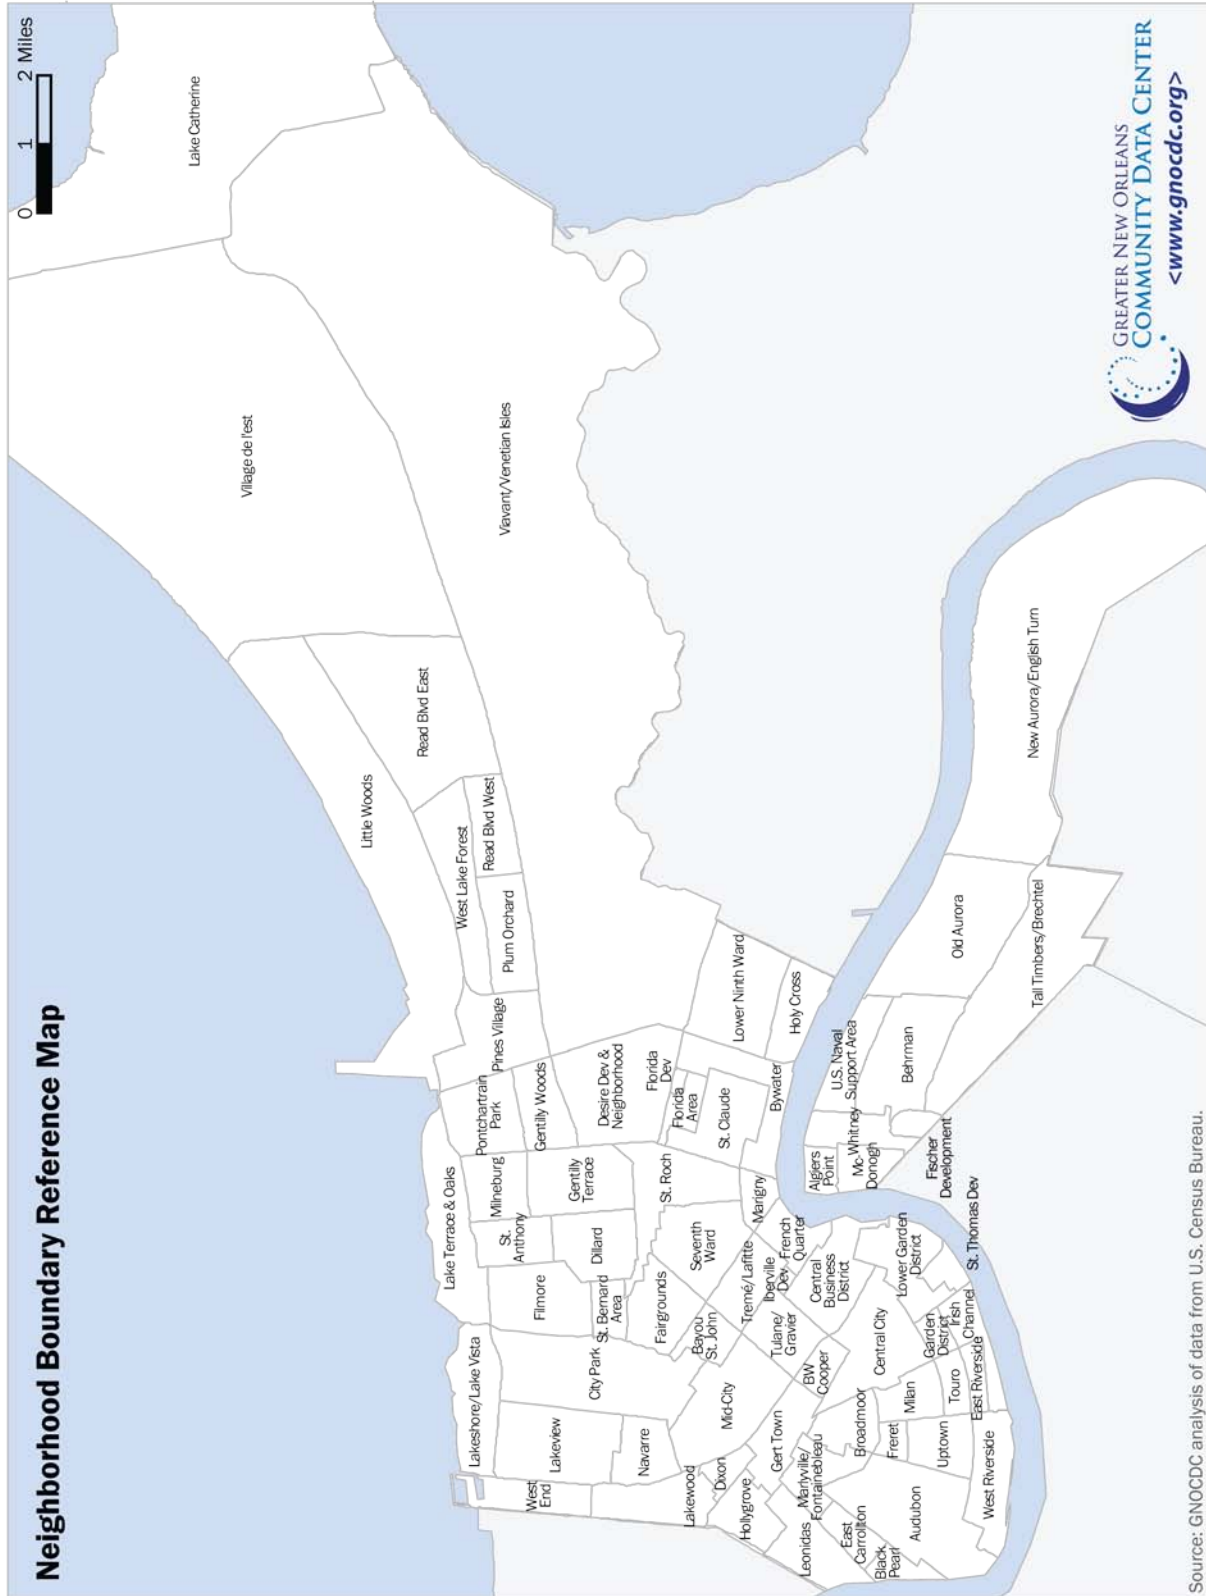 Neighborhood Boundary Reference Map
0 1 2 Miles
Lake Catherine
Village de l'est
Viavant/Venetian Isles
Little Woods
Read Blvd East
West Lake Forest
Read Blvd West
Plum Orchard
Pines Village
Lake Terrace & Oaks
Pontchartrain
Park
Gentilly Woods
Milneburg
St.
Anthony
Gentilly
Terrace
Desire Dev &
Neighborhood
Florida
Dev
Florida
Area
Lower Ninth Ward
Holy Cross
St. Claude
Bywater
St. Roch
Marigny
Dillard
Filmore
St. Bernard
Area
Seventh
Ward
Fairgrounds
Lakeshore/Lake Vista
City Park
Lakeview
Navarre
West
End
Lakewood
Bayou
St. John
Tremé/Lafitte
French
Quarter
Iberville
Dev
Tulane/
Gravier
Central
Business
District
Mid-City
BW
Cooper
Gert Town
Dixon
Hollygrove
Marlyville/
Fontainebleau
Leonidas
East
Carrollton
Black
Pearl
Audubon
Broadmoor
Freret
Milan
Uptown
Touro
Central City
Garden
District
Irish
Channel
Lower Garden
District
St. Thomas Dev
East Riverside
West Riverside
Algiers
Point
Mc-
Donogh
Whitney
U.S. Naval
Support Area
Behrman
Fischer
Development
Old Aurora
Tall Timbers/Brechtel
New Aurora/English Turn
GREATER NEW ORLEANS
COMMUNITY DATA CENTER
<www.gnocdc.org>
Source: GNOCDC analysis of data from U.S. Census Bureau.